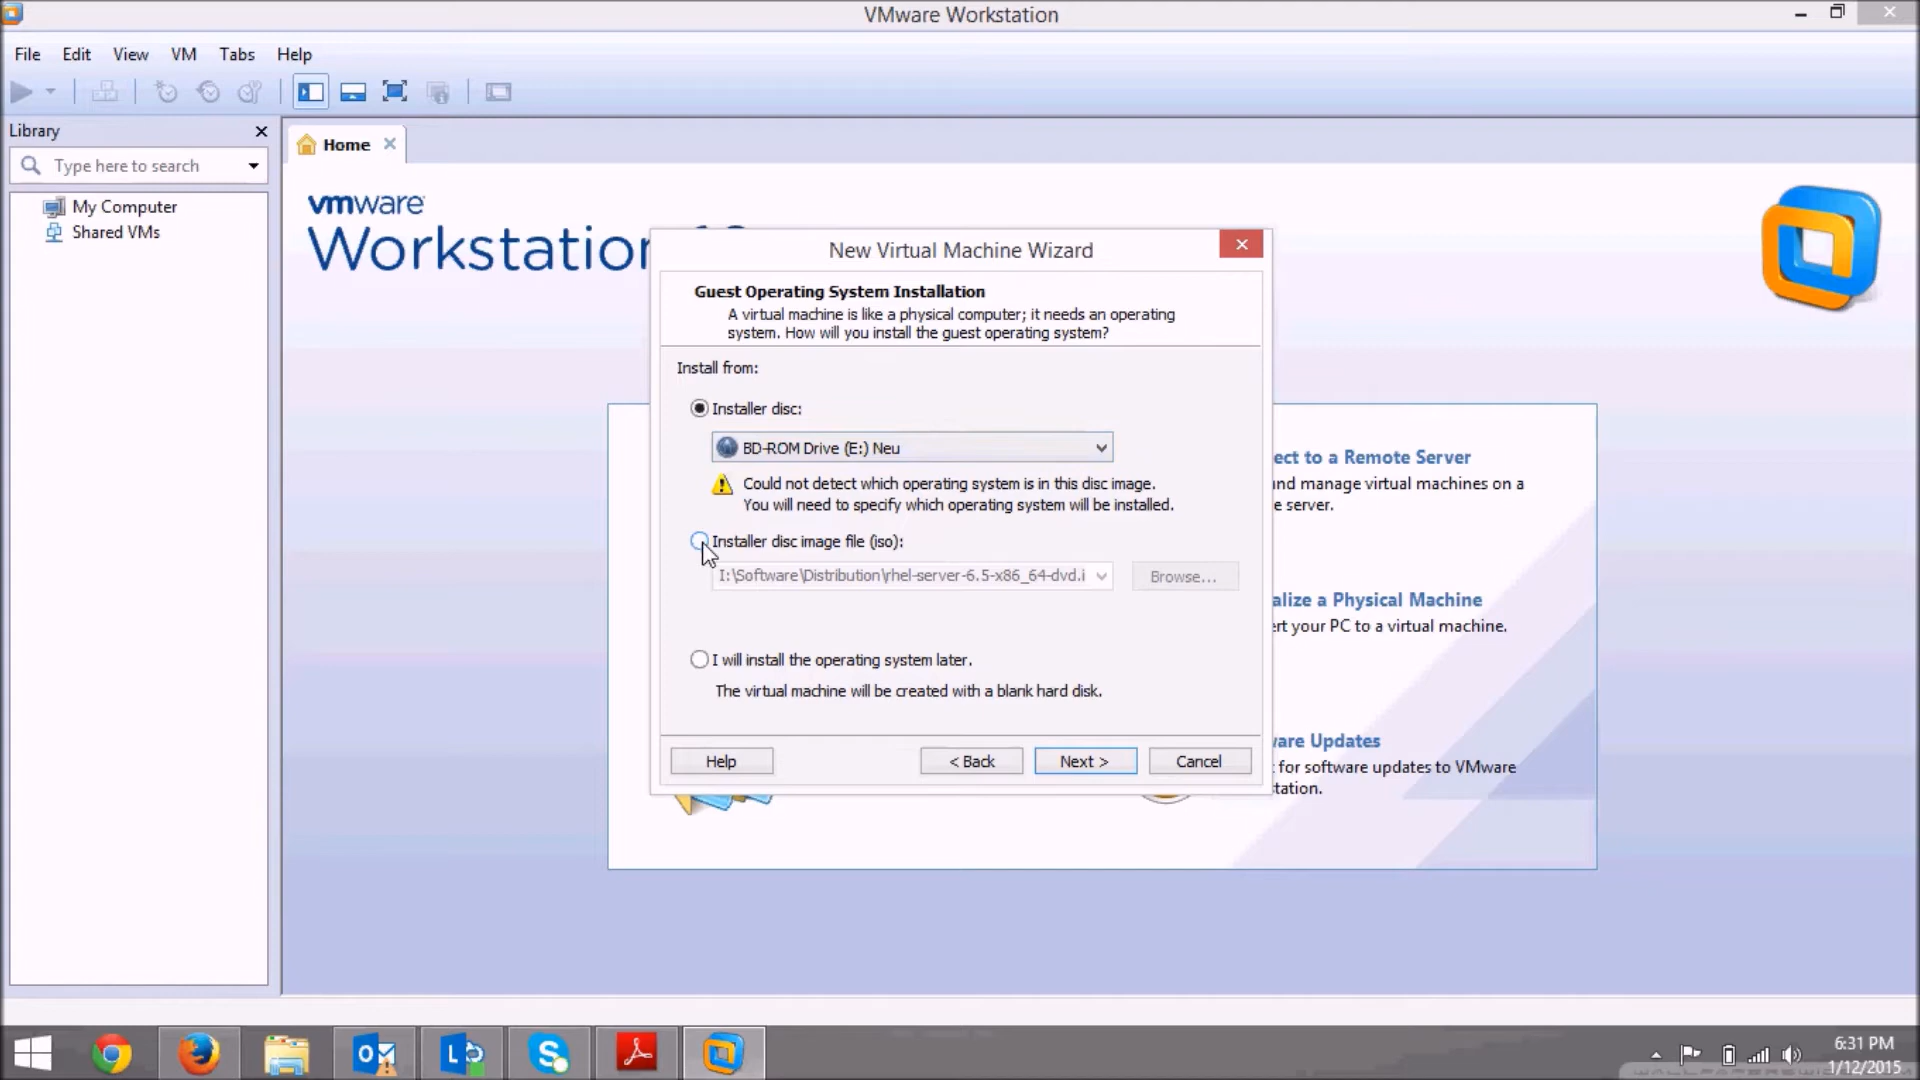 VMware Workstation
File Edit View VM Tabs Help
Library
Home
Type here to search
My Computer
Shared VMs
vmware
Workstation
New Virtual Machine Wizard
Guest Operating System Installation
A virtual machine is like a physical computer; it needs an operating
system. How will you install the guest operating system?
Install from:
Installer disc:
BD-ROM Drive (E:) Neu
Could not detect which operating system is in this disc image.
You will need to specify which operating system will be installed.
Installer disc image file (iso):
I:\Software\Distribution\rhel-server-6.5-x86_64-dvd.i
Browse...
I will install the operating system later.
The virtual machine will be created with a blank hard disk.
Help
< Back
Next >
Cancel
ect to a Remote Server
nd manage virtual machines on a
e server.
alize a Physical Machine
ert your PC to a virtual machine.
ware Updates
for software updates to VMware
station.
6:31 PM
1/12/2015